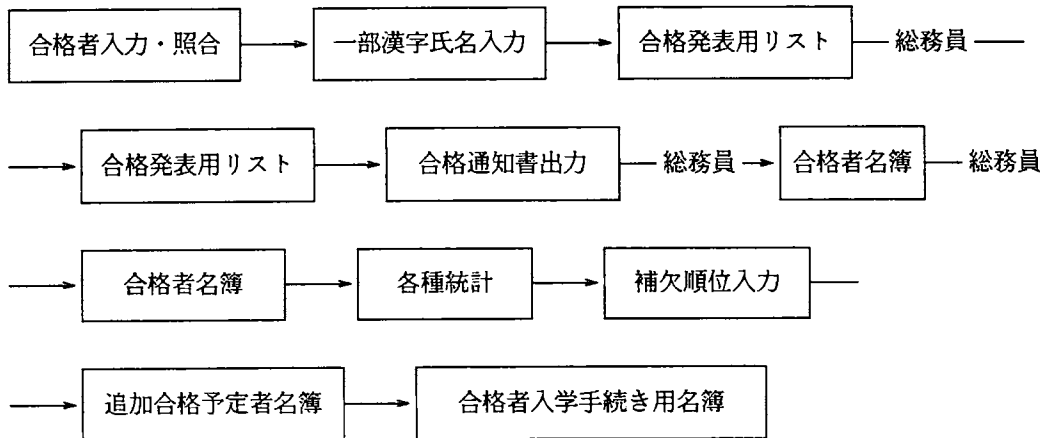 合格者入力・照合 一部漢字氏名入力 合格発表用リスト 総務員
合格発表用リスト 合格通知書出力 総務員 合格者名簿 総務員
合格者名簿 各種統計 補欠順位入力
追加合格予定者名簿 合格者入学手続き用名簿